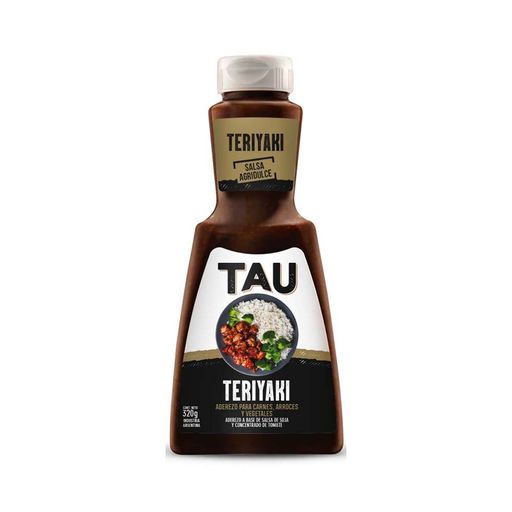 TERIYAKI
SALSA
AGRIDULCE
TAU
TERIYAKI
ADEREZO PARA CARNES, ARROCES
Y VEGETALES
ADEREZO A BASE DE SALSA DE SOJA
Y CONCENTRADO DE TOMATE
CONT. NETO
320g
INDUSTRIA
ARGENTINA